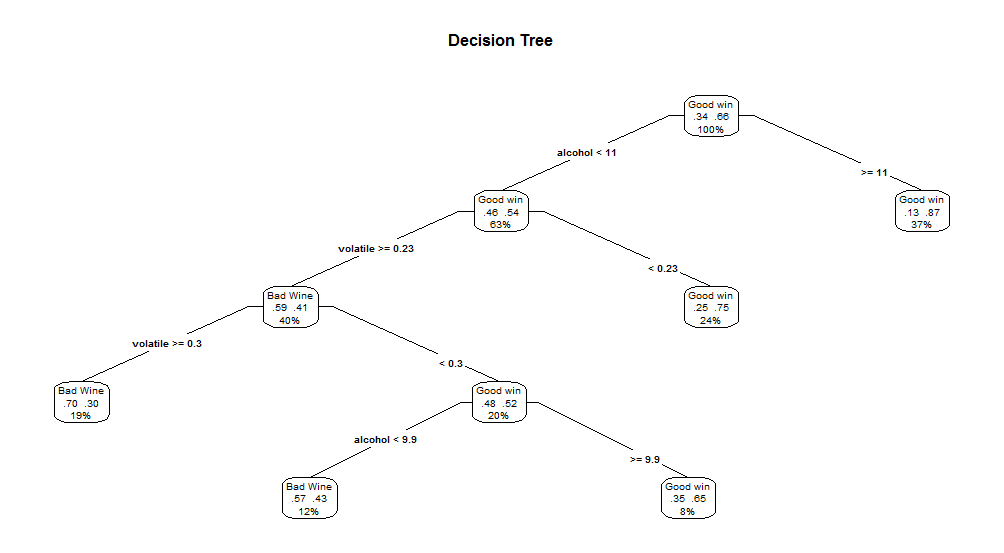 Decision Tree
Good win
.34 .66
100%
alcohol < 11
>= 11
Good win
.46 .54
63%
Good win
.13 .87
37%
volatile >= 0.23
< 0.23
Bad Wine
.59 .41
40%
Good win
.25 .75
24%
volatile >= 0.3
< 0.3
Bad Wine
.70 .30
19%
Good win
.48 .52
20%
alcohol < 9.9
>= 9.9
Bad Wine
.57 .43
12%
Good win
.35 .65
8%